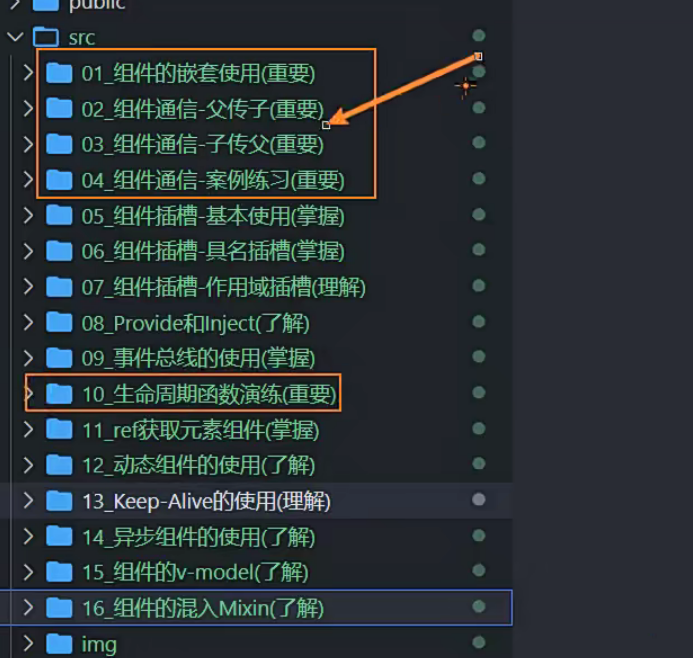 public
src
01_组件的嵌套使用(重要)
02_组件通信-父传子(重要)
03_组件通信-子传父(重要)
04_组件通信-案例练习(重要)
05_组件插槽-基本使用(掌握)
06_组件插槽-具名插槽(掌握)
07_组件插槽-作用域插槽(理解)
08_Provide和Inject(了解)
09_事件总线的使用(掌握)
10_生命周期函数演练(重要)
11_ref获取元素组件(掌握)
12_动态组件的使用(了解)
13_Keep-Alive的使用(理解)
14_异步组件的使用(了解)
15_组件的v-model(了解)
16_组件的混入Mixin(了解)
img